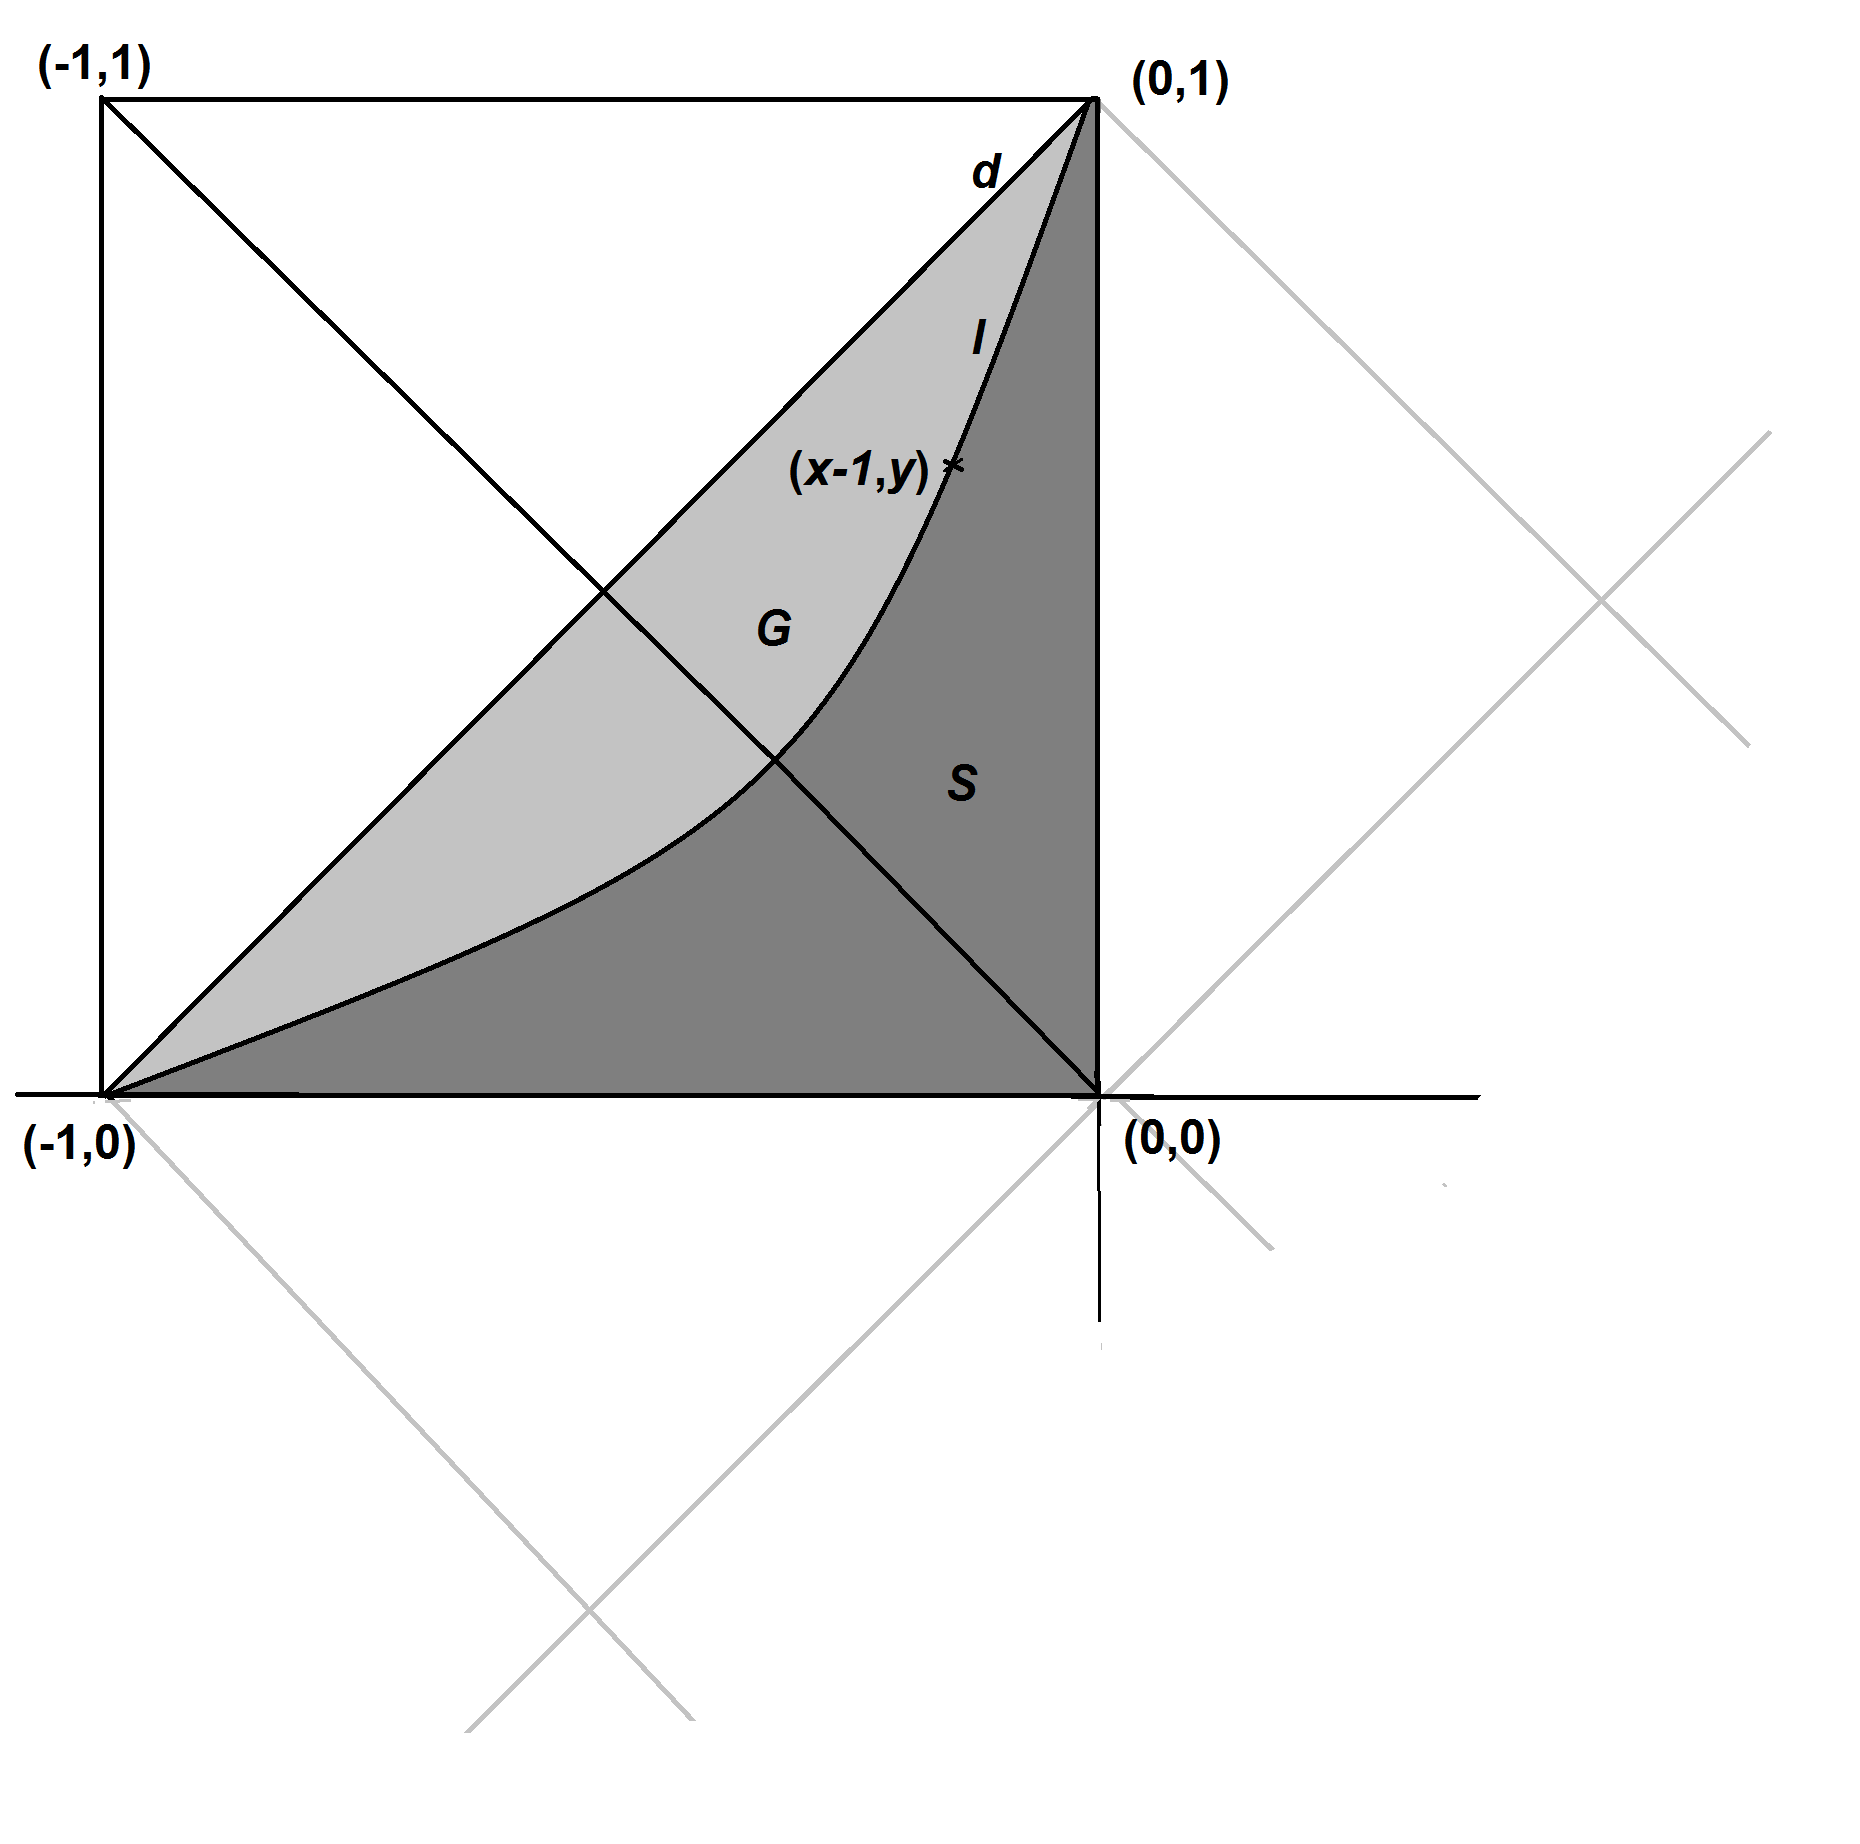 (-1,1)
(0,1)
d
l
(x-1,y)
G
S
(-1,0)
(0,0)